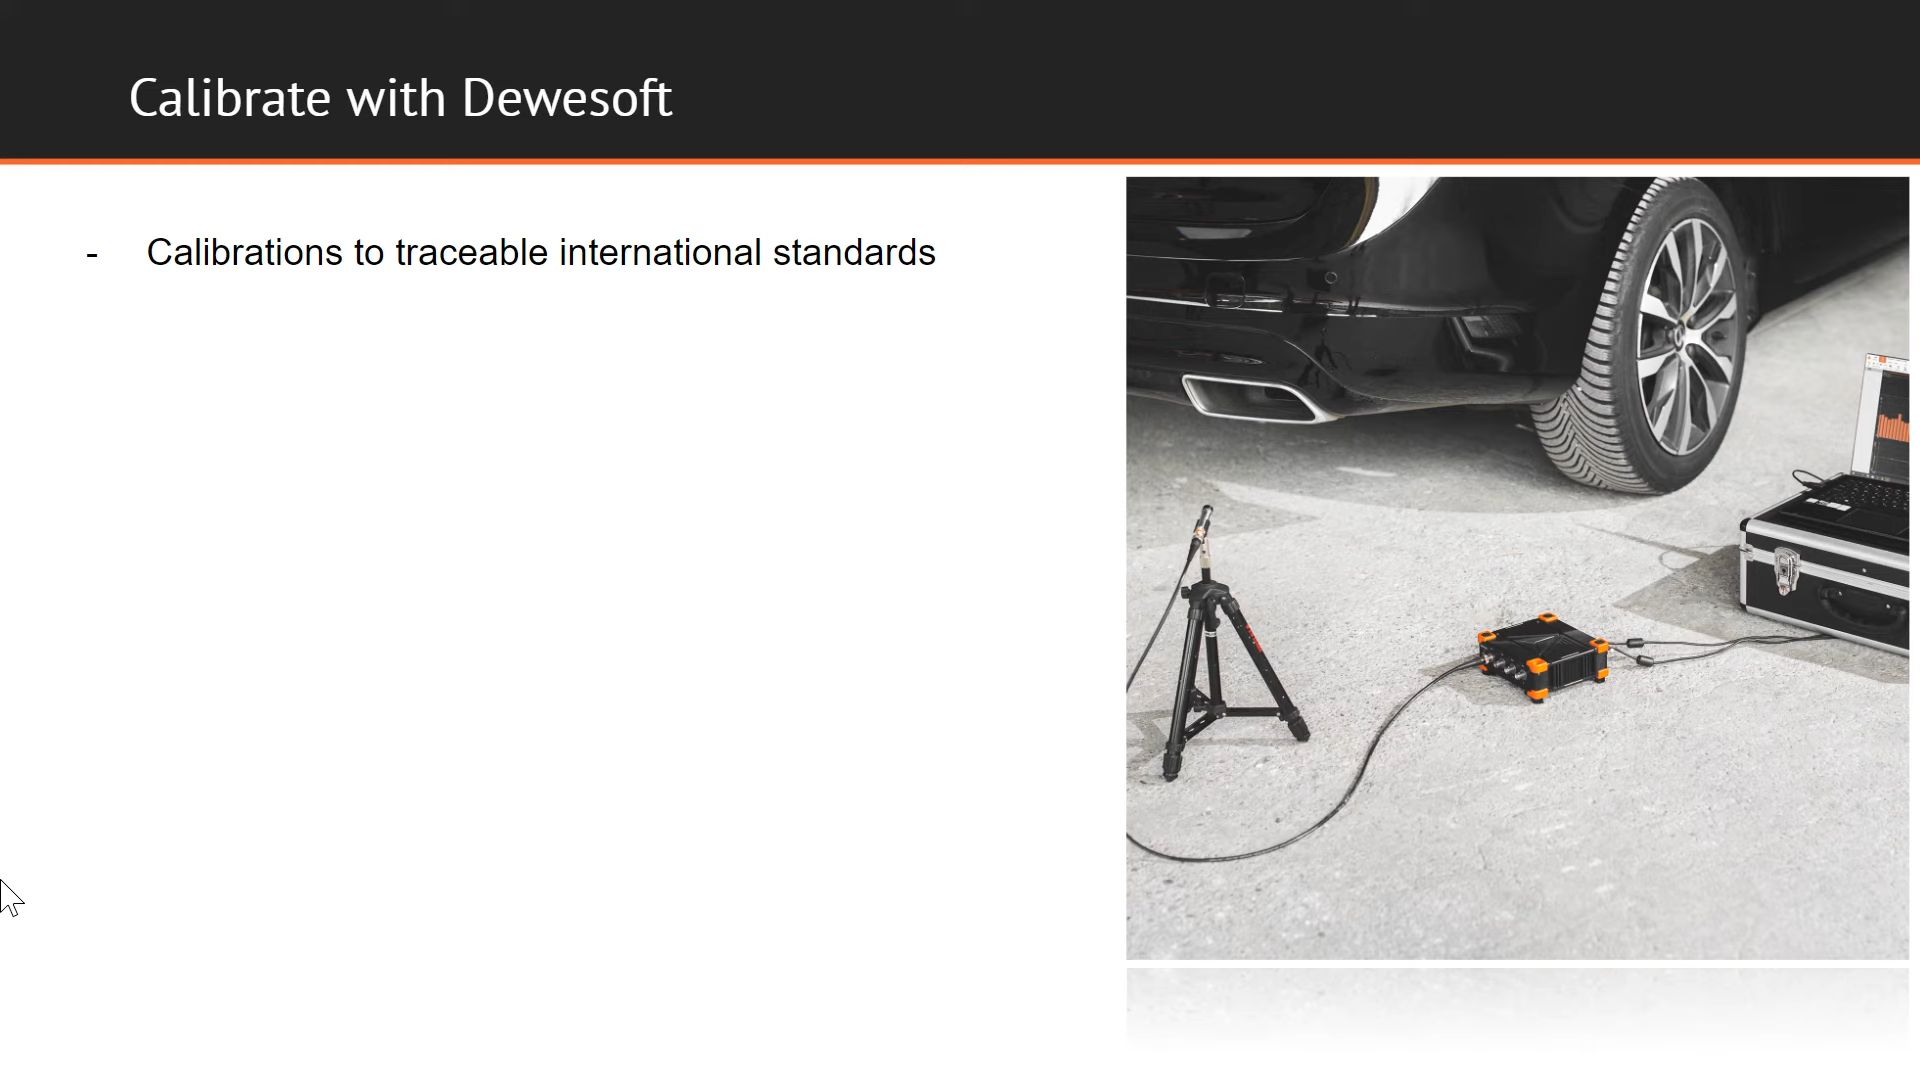 Calibrate with Dewesoft
- Calibrations to traceable international standards